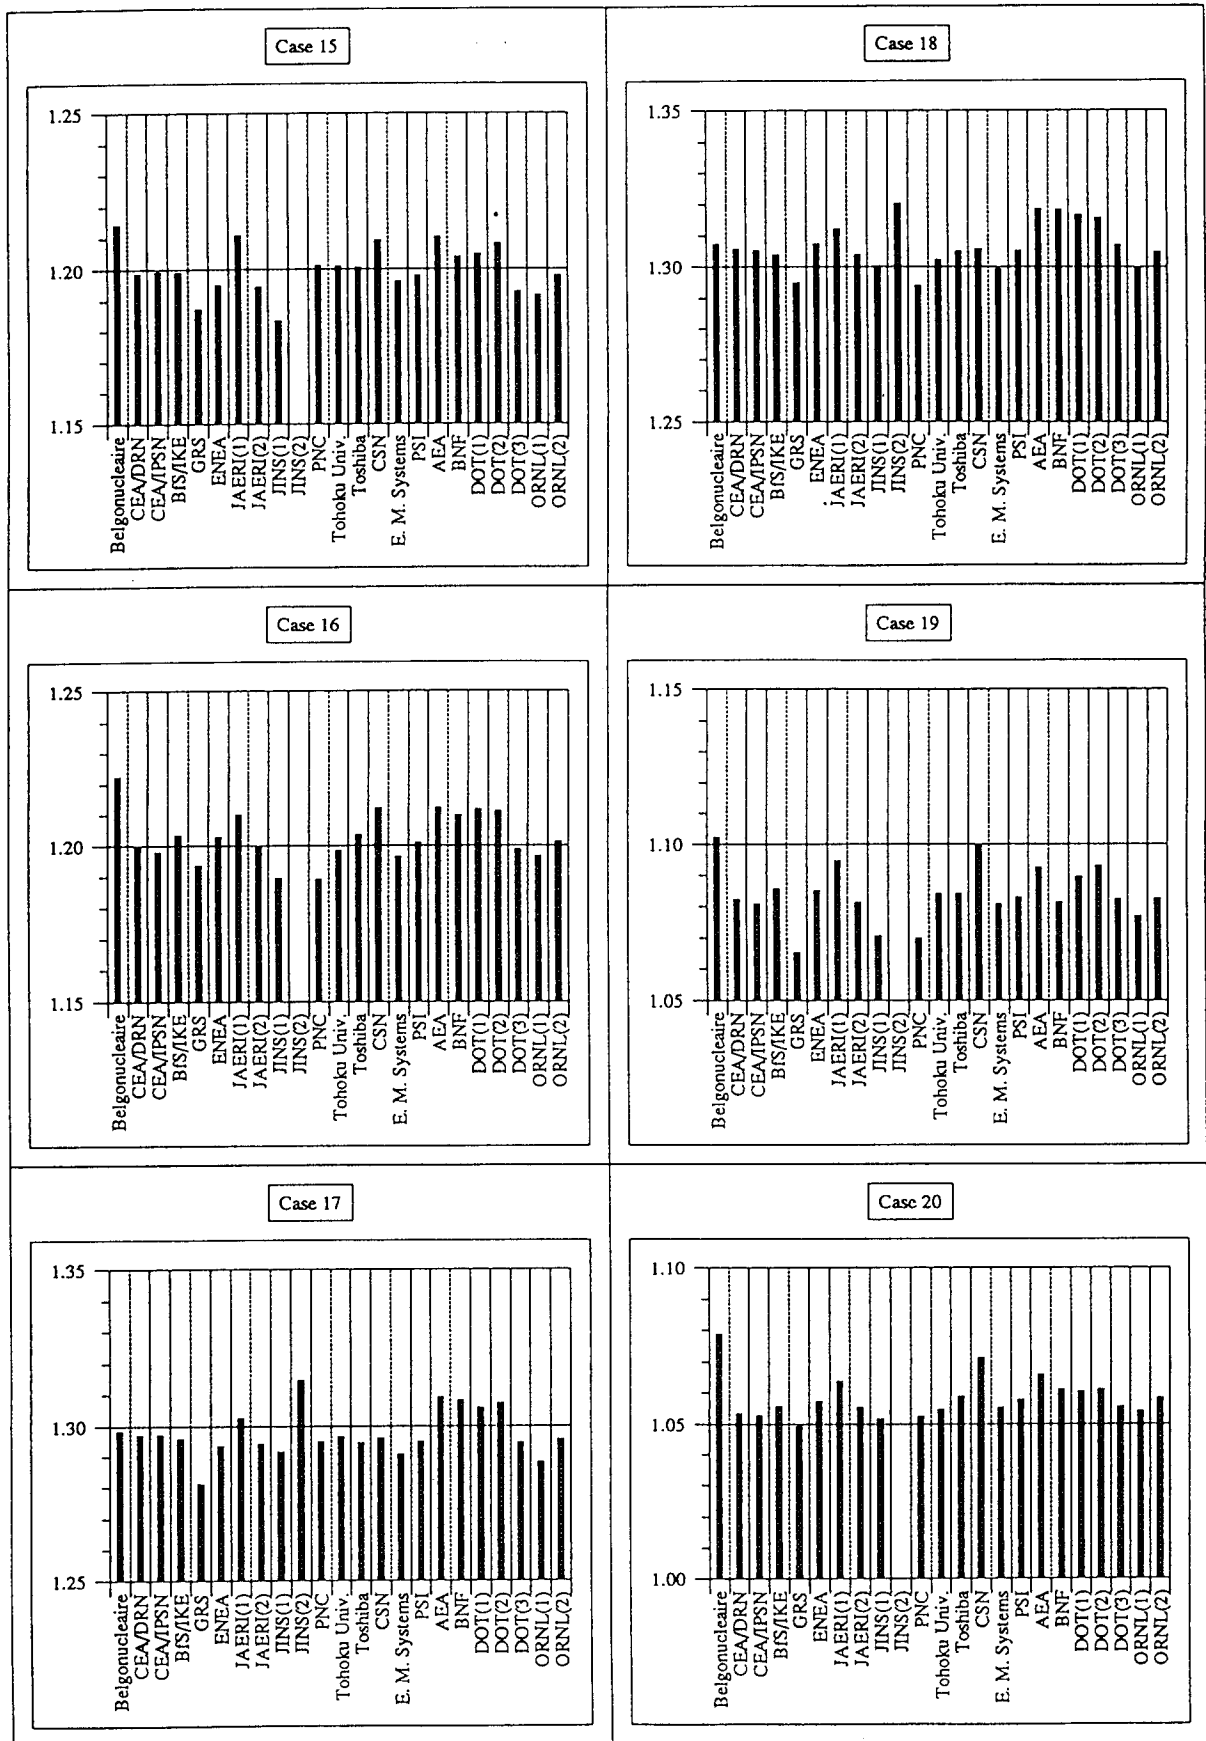 Case 15
1.25
1.20
1.15
Belgonucleaire
CEA/DRN
CEA/IPSN
BfS/IKE
GRS
ENEA
JAERI(1)
JAERI(2)
JINS(1)
JINS(2)
PNC
Tohoku Univ.
Toshiba
CSN
E. M. Systems
PSI
AEA
BNF
DOT(1)
DOT(2)
DOT(3)
ORNL(1)
ORNL(2)
Case 18
1.35
1.30
1.25
Belgonucleaire
CEA/DRN
CEA/IPSN
BfS/IKE
GRS
ENEA
JAERI(1)
JAERI(2)
JINS(1)
JINS(2)
PNC
Tohoku Univ.
Toshiba
CSN
E. M. Systems
PSI
AEA
BNF
DOT(1)
DOT(2)
DOT(3)
ORNL(1)
ORNL(2)
Case 16
1.25
1.20
1.15
Belgonucleaire
CEA/DRN
CEA/IPSN
BfS/IKE
GRS
ENEA
JAERI(1)
JAERI(2)
JINS(1)
JINS(2)
PNC
Tohoku Univ.
Toshiba
CSN
E. M. Systems
PSI
AEA
BNF
DOT(1)
DOT(2)
DOT(3)
ORNL(1)
ORNL(2)
Case 19
1.15
1.10
1.05
Belgonucleaire
CEA/DRN
CEA/IPSN
BfS/IKE
GRS
ENEA
JAERI(1)
JAERI(2)
JINS(1)
JINS(2)
PNC
Tohoku Univ.
Toshiba
CSN
E. M. Systems
PSI
AEA
BNF
DOT(1)
DOT(2)
DOT(3)
ORNL(1)
ORNL(2)
Case 17
1.35
1.30
1.25
Belgonucleaire
CEA/DRN
CEA/IPSN
BfS/IKE
GRS
ENEA
JAERI(1)
JAERI(2)
JINS(1)
JINS(2)
PNC
Tohoku Univ.
Toshiba
CSN
E. M. Systems
PSI
AEA
BNF
DOT(1)
DOT(2)
DOT(3)
ORNL(1)
ORNL(2)
Case 20
1.10
1.05
1.00
Belgonucleaire
CEA/DRN
CEA/IPSN
BfS/IKE
GRS
ENEA
JAERI(1)
JAERI(2)
JINS(1)
JINS(2)
PNC
Tohoku Univ.
Toshiba
CSN
E. M. Systems
PSI
AEA
BNF
DOT(1)
DOT(2)
DOT(3)
ORNL(1)
ORNL(2)